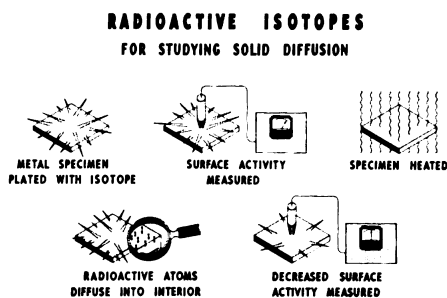 RADIOACTIVE ISOTOPES
FOR STUDYING SOLID DIFFUSION
METAL SPECIMEN
PLATED WITH ISOTOPE
SURFACE ACTIVITY
MEASURED
SPECIMEN HEATED
RADIOACTIVE ATOMS
DIFFUSE INTO INTERIOR
DECREASED SURFACE
ACTIVITY MEASURED